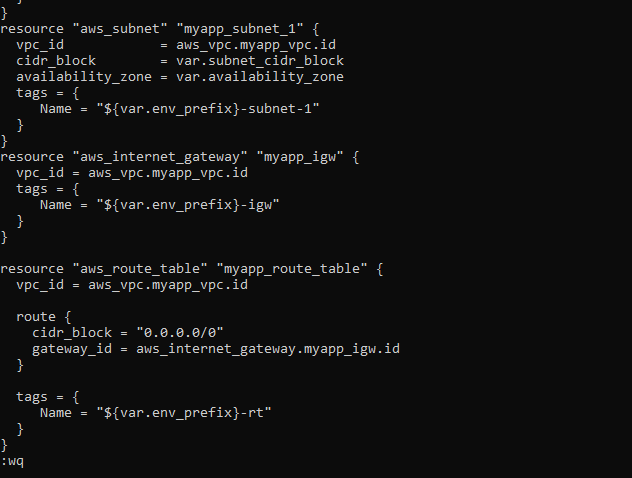 }
}
resource "aws_subnet" "myapp_subnet_1" {
  vpc_id            = aws_vpc.myapp_vpc.id
  cidr_block        = var.subnet_cidr_block
  availability_zone = var.availability_zone
  tags = {
     Name = "${var.env_prefix}-subnet-1"
  }
}
resource "aws_internet_gateway" "myapp_igw" {
  vpc_id = aws_vpc.myapp_vpc.id
  tags = {
     Name = "${var.env_prefix}-igw"
  }
}

resource "aws_route_table" "myapp_route_table" {
  vpc_id = aws_vpc.myapp_vpc.id

  route {
    cidr_block = "0.0.0.0/0"
    gateway_id = aws_internet_gateway.myapp_igw.id
  }

  tags = {
     Name = "${var.env_prefix}-rt"
  }
}
:wq